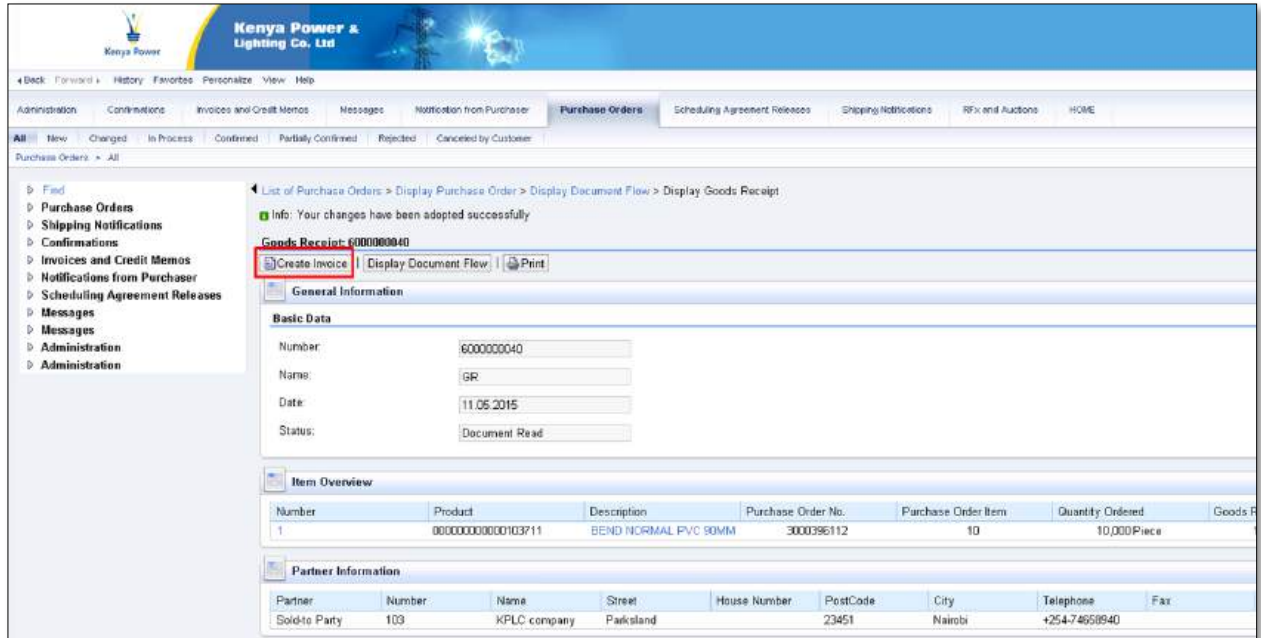 Kenya Power
Kenya Power &
Lighting Co. Ltd
Back Forward History Favorites Personalize View Help
Administration Confirmations Invoices and Credit Memos Messages Notification from Purchaser Purchase Orders Scheduling Agreement Releases Shipping Notifications RFx and Auctions HOME
All New Changed In Process Confirmed Partially Confirmed Rejected Canceled by Customer
Purchase Orders > All
Find
Purchase Orders
Shipping Notifications
Confirmations
Invoices and Credit Memos
Notifications from Purchaser
Scheduling Agreement Releases
Messages
Messages
Administration
Administration
List of Purchase Orders > Display Purchase Order > Display Document Flow > Display Goods Receipt
Info: Your changes have been adopted successfully
Goods Receipt: 6000000040
Create Invoice | Display Document Flow | Print
General Information
Basic Data
Number: 6000000040
Name: GR
Date: 11.05.2015
Status: Document Read
Item Overview
Number Product Description Purchase Order No. Purchase Order Item Quantity Ordered Goods
1 000000000000103711 BEND NORMAL PVC 90MM 3000396112 10 10,000 Piece
Partner Information
Partner Number Name Street House Number PostCode City Telephone Fax
Sold-to Party 103 KPLC company Parksland 23451 Nairobi +254-74658940